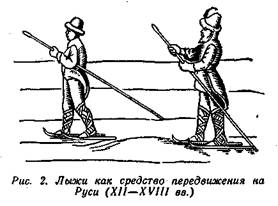 Рис. 2. Лыжи как средство передвижения на
Руси (XII—XVIII вв.)